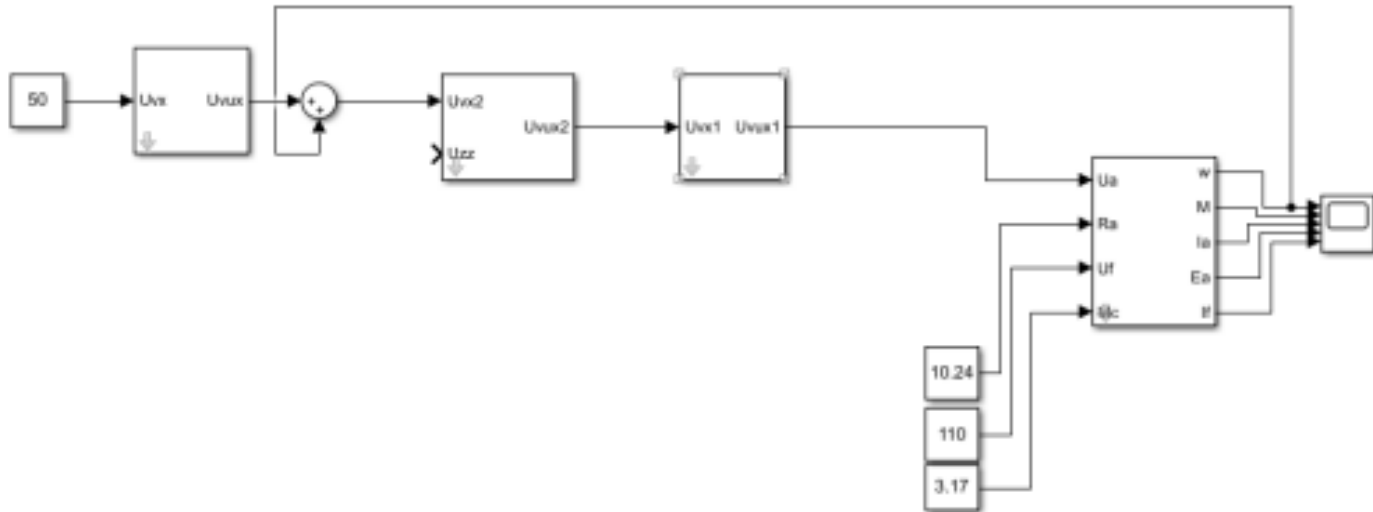 50
Uvx Uvux
Uvx2
Uvux2
Uzz
Uvx1 Uvux1
Ua
Ra
Uf
w
M
Ia
Ea
If
10.24
110
3.17